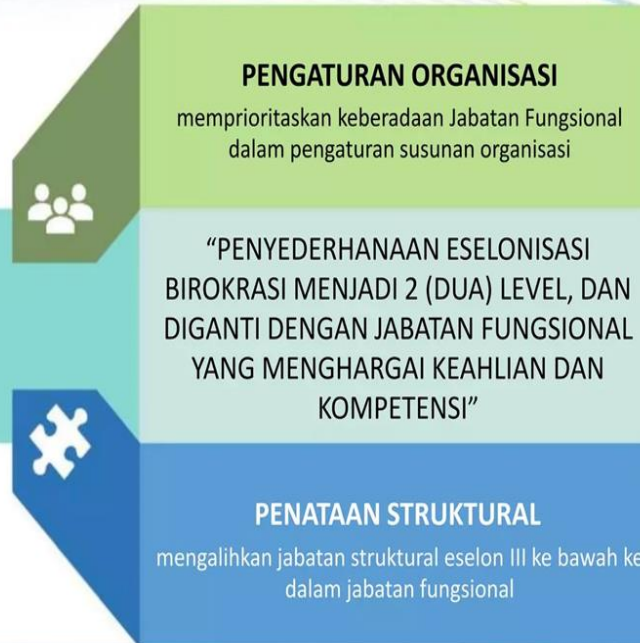 PENGATURAN ORGANISASI
memprioritaskan keberadaan Jabatan Fungsional
dalam pengaturan susunan organisasi
“PENYEDERHANAAN ESELONISASI
BIROKRASI MENJADI 2 (DUA) LEVEL, DAN
DIGANTI DENGAN JABATAN FUNGSIONAL
YANG MENGHARGAI KEAHLIAN DAN
KOMPETENSI”
PENATAAN STRUKTURAL
mengalihkan jabatan struktural eselon III ke bawah ke
dalam jabatan fungsional